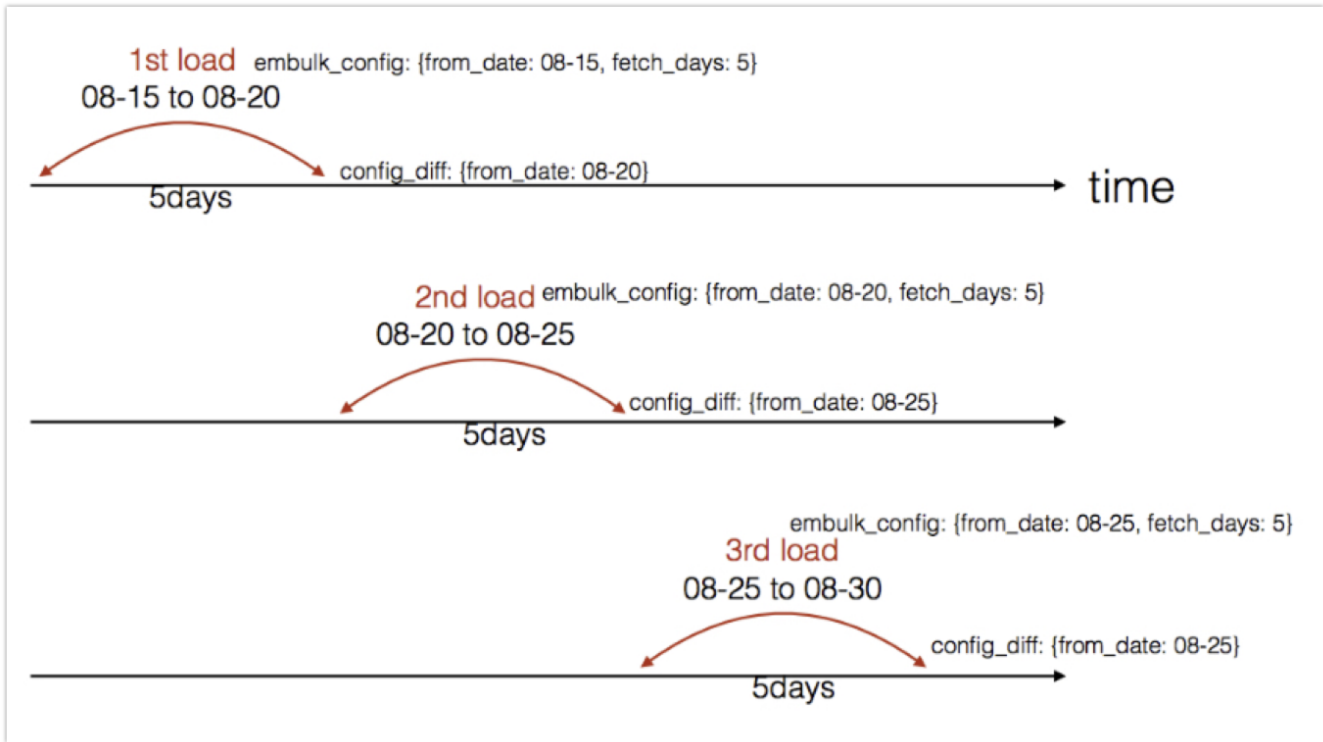 1st load embulk_config: {from_date: 08-15, fetch_days: 5}
08-15 to 08-20
config_diff: {from_date: 08-20}
5days
time
2nd load embulk_config: {from_date: 08-20, fetch_days: 5}
08-20 to 08-25
config_diff: {from_date: 08-25}
5days
embulk_config: {from_date: 08-25, fetch_days: 5}
3rd load
08-25 to 08-30
config_diff: {from_date: 08-25}
5days